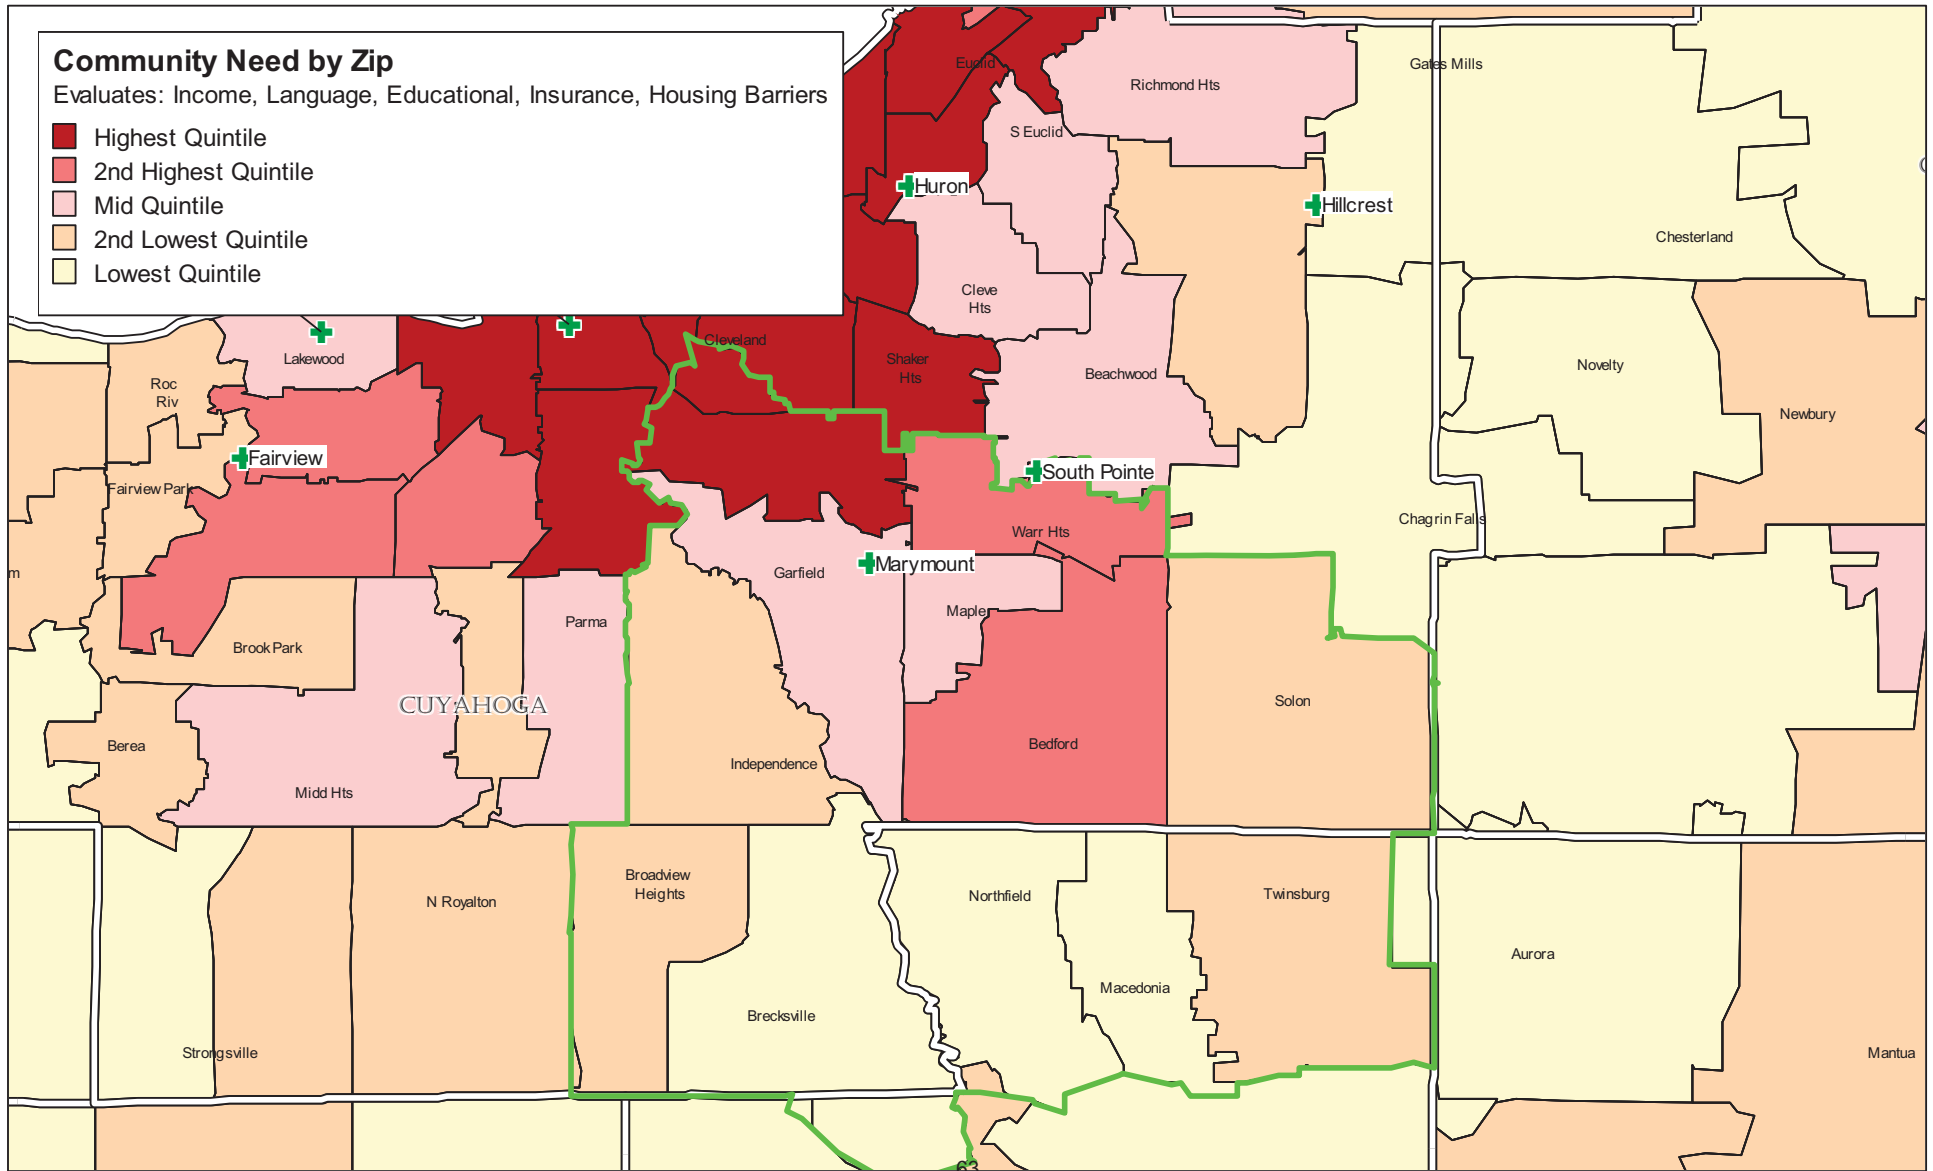 Community Need by Zip
Evaluates: Income, Language, Educational, Insurance, Housing Barriers
Highest Quintile
2nd Highest Quintile
Mid Quintile
2nd Lowest Quintile
Lowest Quintile
Euclid
Gates Mills
Richmond Hts
S Euclid
Huron
Hillcrest
Chesterland
Cleve
Hts
Cleveland
Lakewood
Shaker
Hts
Beachwood
Novelty
Roc
Riv
Newbury
Fairview
South Pointe
Fairview Park
Chagrin Falls
Warr Hts
Marymount
Garfield
m
Maple
Parma
Brook Park
CUYAHOGA
Solon
Berea
Bedford
Independence
Midd Hts
Broadview
Heights
N Royalton
Northfield
Twinsburg
Aurora
Macedonia
Brecksville
Strongsville
Mantua
63